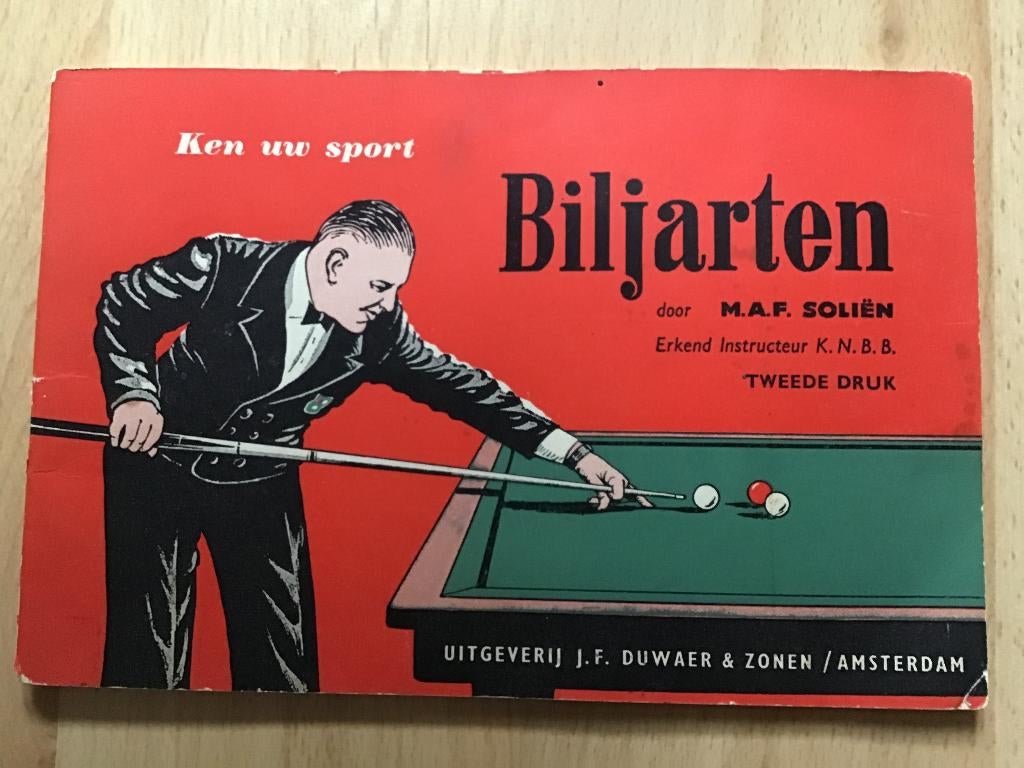 Ken uw sport
Biljarten
door M.A.F. SOLIËN
Erkend Instructeur K.N.B.B.
TWEEDE DRUK
UITGEVERIJ J.F. DUWAER & ZONEN / AMSTERDAM